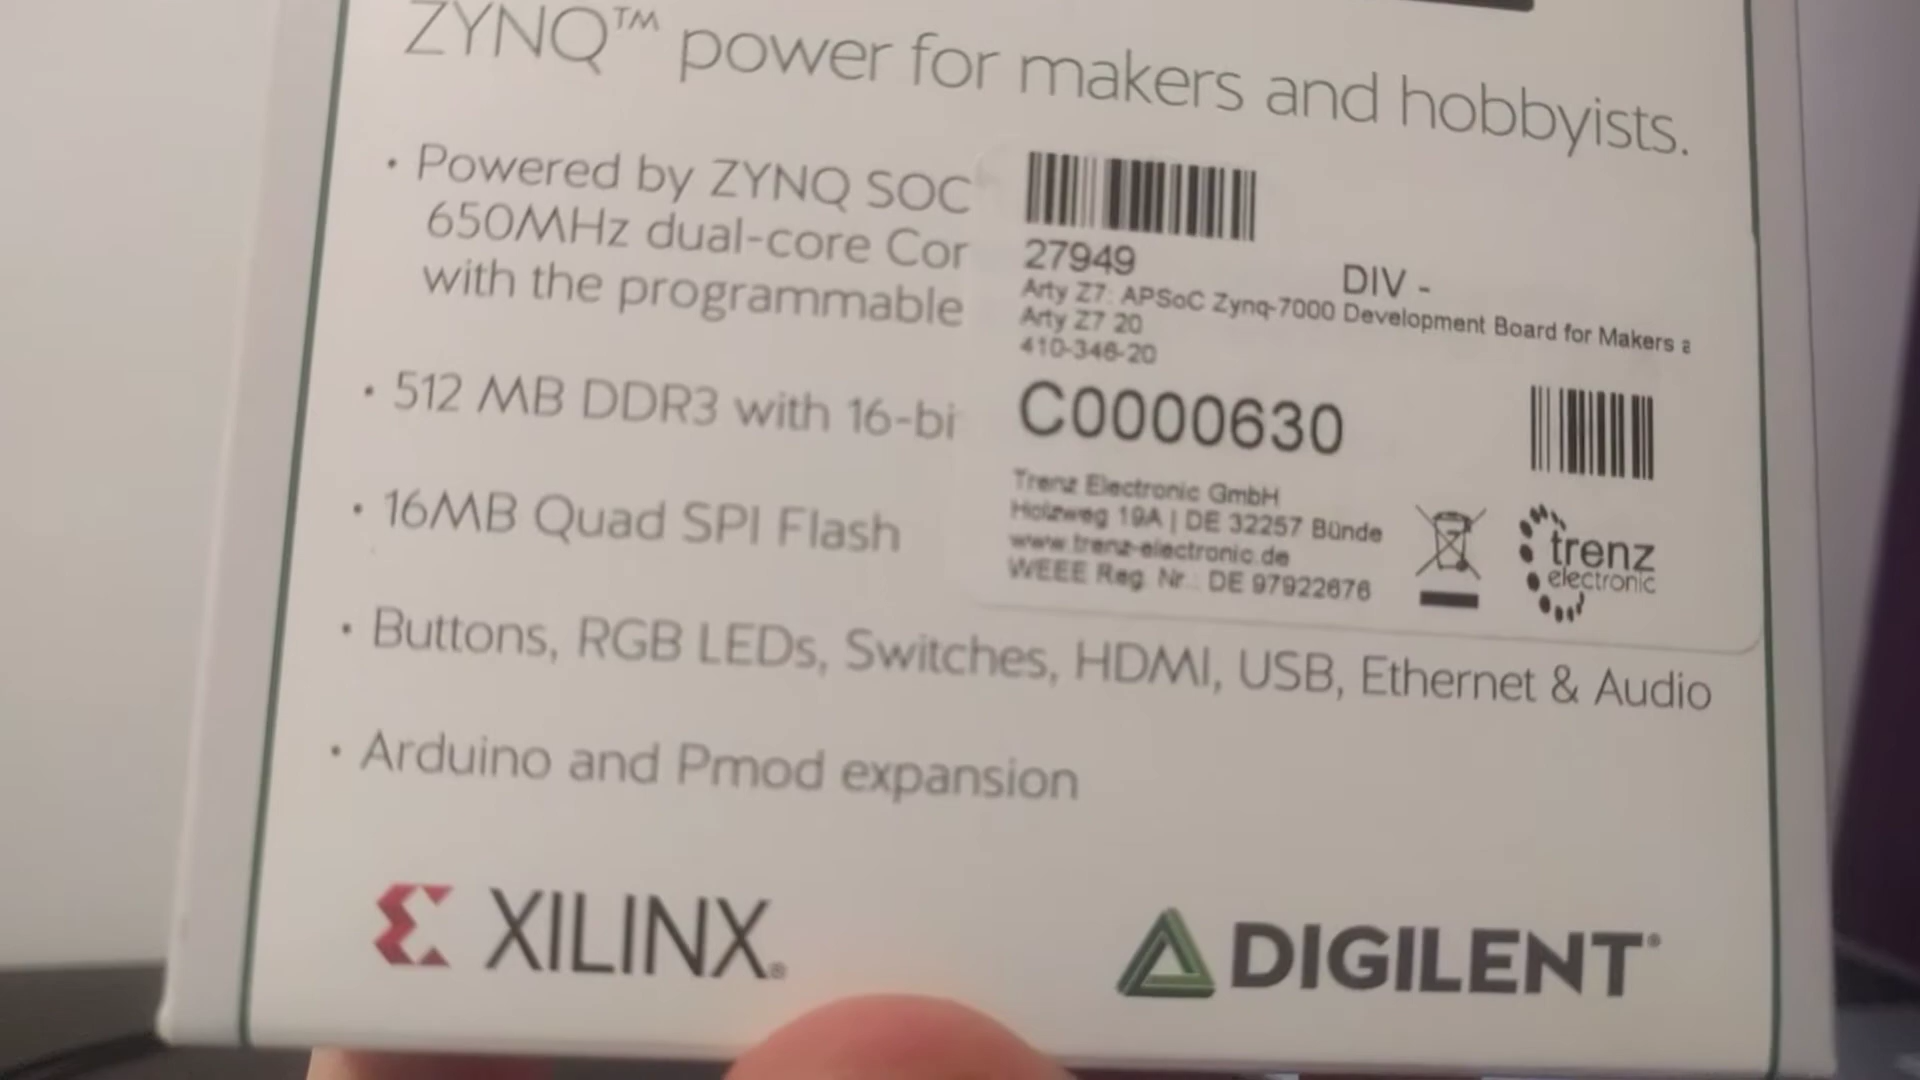 ZYNQ™ power for makers and hobbyists.
• Powered by ZYNQ SOC
650MHz dual-core Cor
with the programmable
• 512 MB DDR3 with 16-bi
• 16MB Quad SPI Flash
• Buttons, RGB LEDs, Switches, HDMI, USB, Ethernet & Audio
• Arduino and Pmod expansion
27949
DIV -
Arty Z7: APSoC Zynq-7000 Development Board for Makers a
Arty Z7 20
410-346-20
C0000630
Trenz Electronic GmbH
Holzweg 19A | DE 32257 Bünde
www.trenz-electronic.de
WEEE Reg. Nr.: DE 97922676
trenz
electronic
XILINX®
DIGILENT®